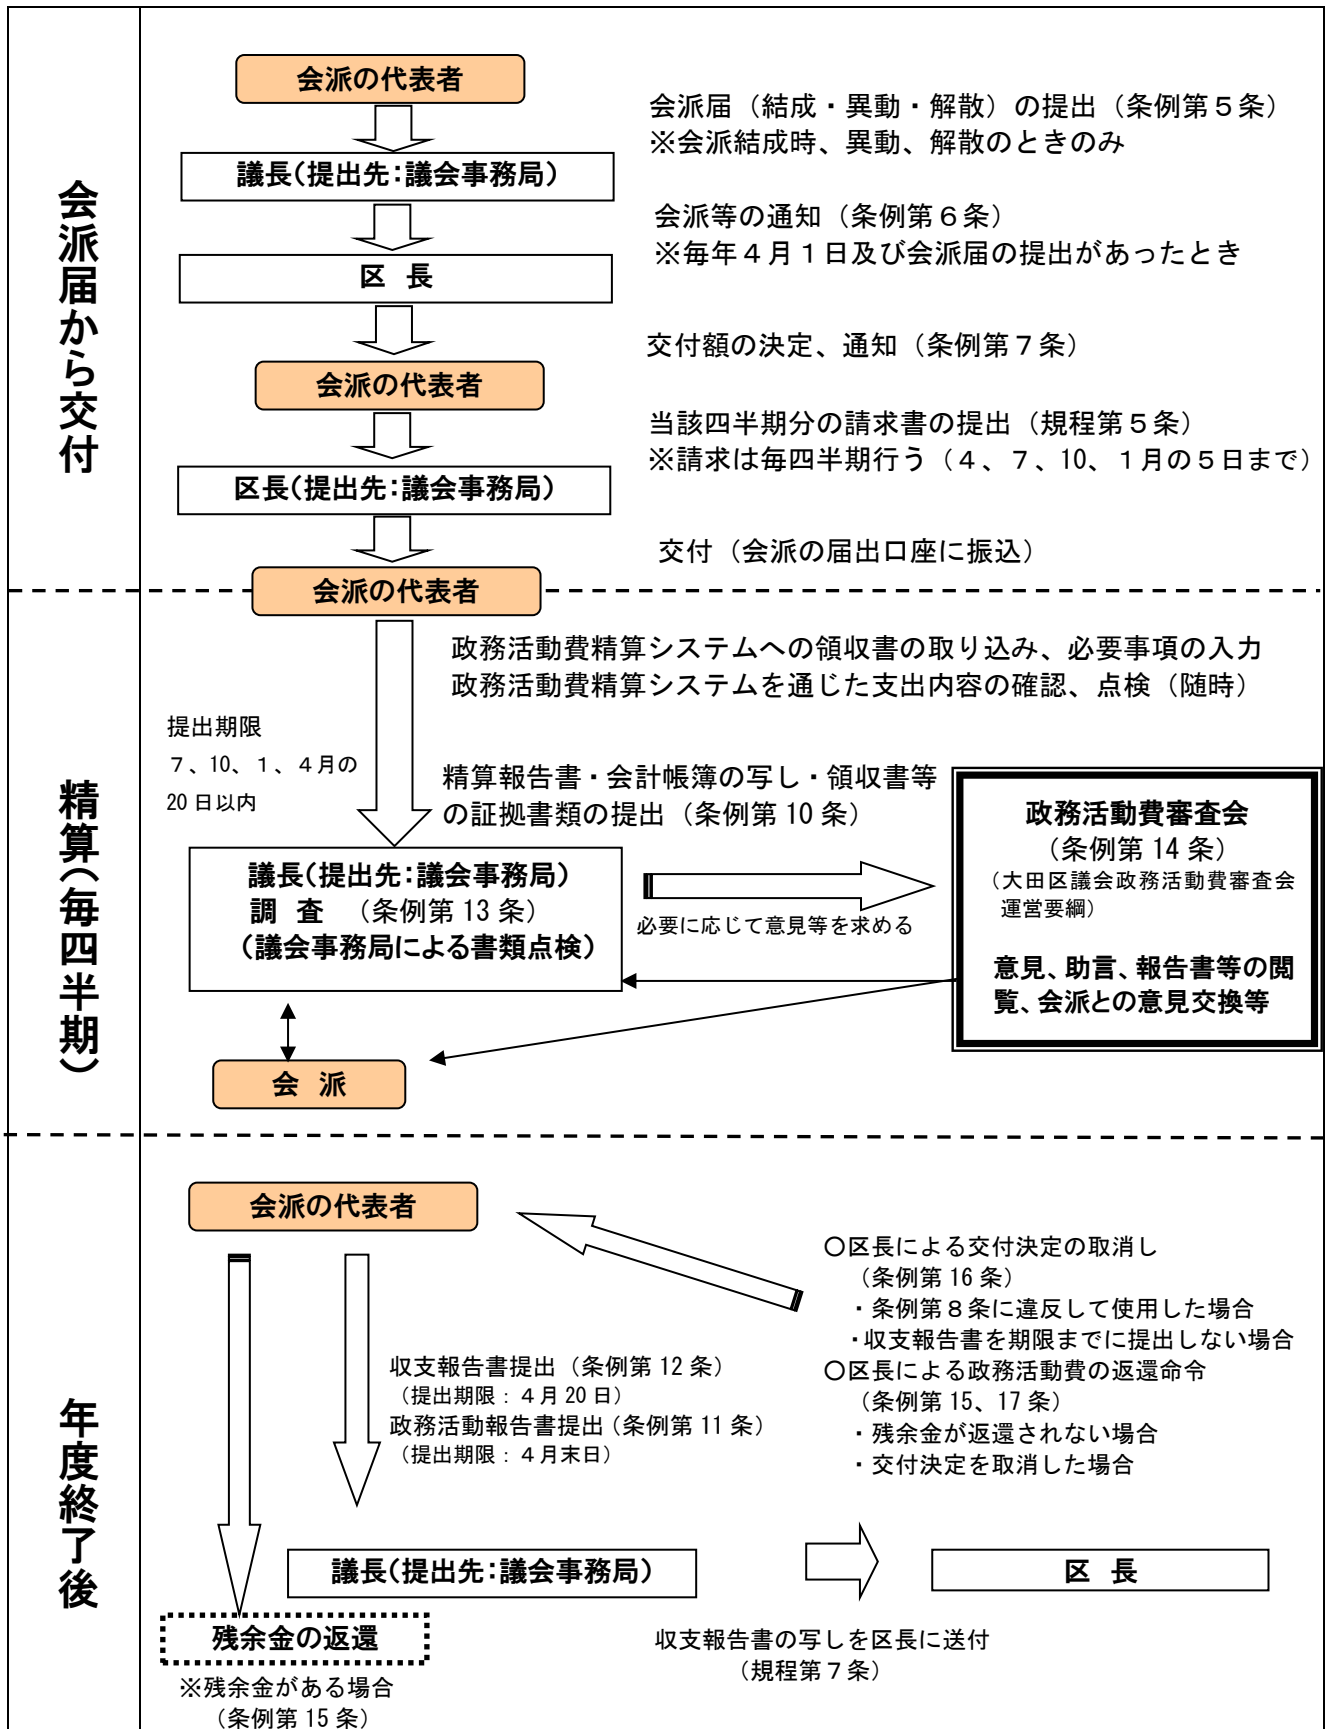 会派届から交付
会派の代表者
会派届（結成・異動・解散）の提出（条例第５条）
※会派結成時、異動、解散のときのみ
議長（提出先：議会事務局）
会派等の通知（条例第６条）
※毎年４月１日及び会派届の提出があったとき
区 長
交付額の決定、通知（条例第７条）
会派の代表者
当該四半期分の請求書の提出（規程第５条）
※請求は毎四半期行う（４、７、10、１月の５日まで）
区長（提出先：議会事務局）
交付（会派の届出口座に振込）
会派の代表者
精算（毎四半期）
政務活動費精算システムへの領収書の取り込み、必要事項の入力
政務活動費精算システムを通じた支出内容の確認、点検（随時）
提出期限
７、10、１、４月の
20日以内
精算報告書・会計帳簿の写し・領収書等
の証拠書類の提出（条例第10条）
議長（提出先：議会事務局）
調 査 （条例第13条）
（議会事務局による書類点検）
必要に応じて意見等を求める
政務活動費審査会
（条例第14条）
（大田区議会政務活動費審査会
運営要綱）
意見、助言、報告書等の閲
覧、会派との意見交換等
会 派
年度終了後
会派の代表者
〇区長による交付決定の取消し
（条例第16条）
・条例第８条に違反して使用した場合
・収支報告書を期限までに提出しない場合
〇区長による政務活動費の返還命令
（条例第15、17条）
・残余金が返還されない場合
・交付決定を取消した場合
収支報告書提出（条例第12条）
（提出期限：４月20日）
政務活動報告書提出（条例第11条）
（提出期限：４月末日）
議長（提出先：議会事務局）
区 長
残余金の返還
収支報告書の写しを区長に送付
（規程第７条）
※残余金がある場合
（条例第15条）